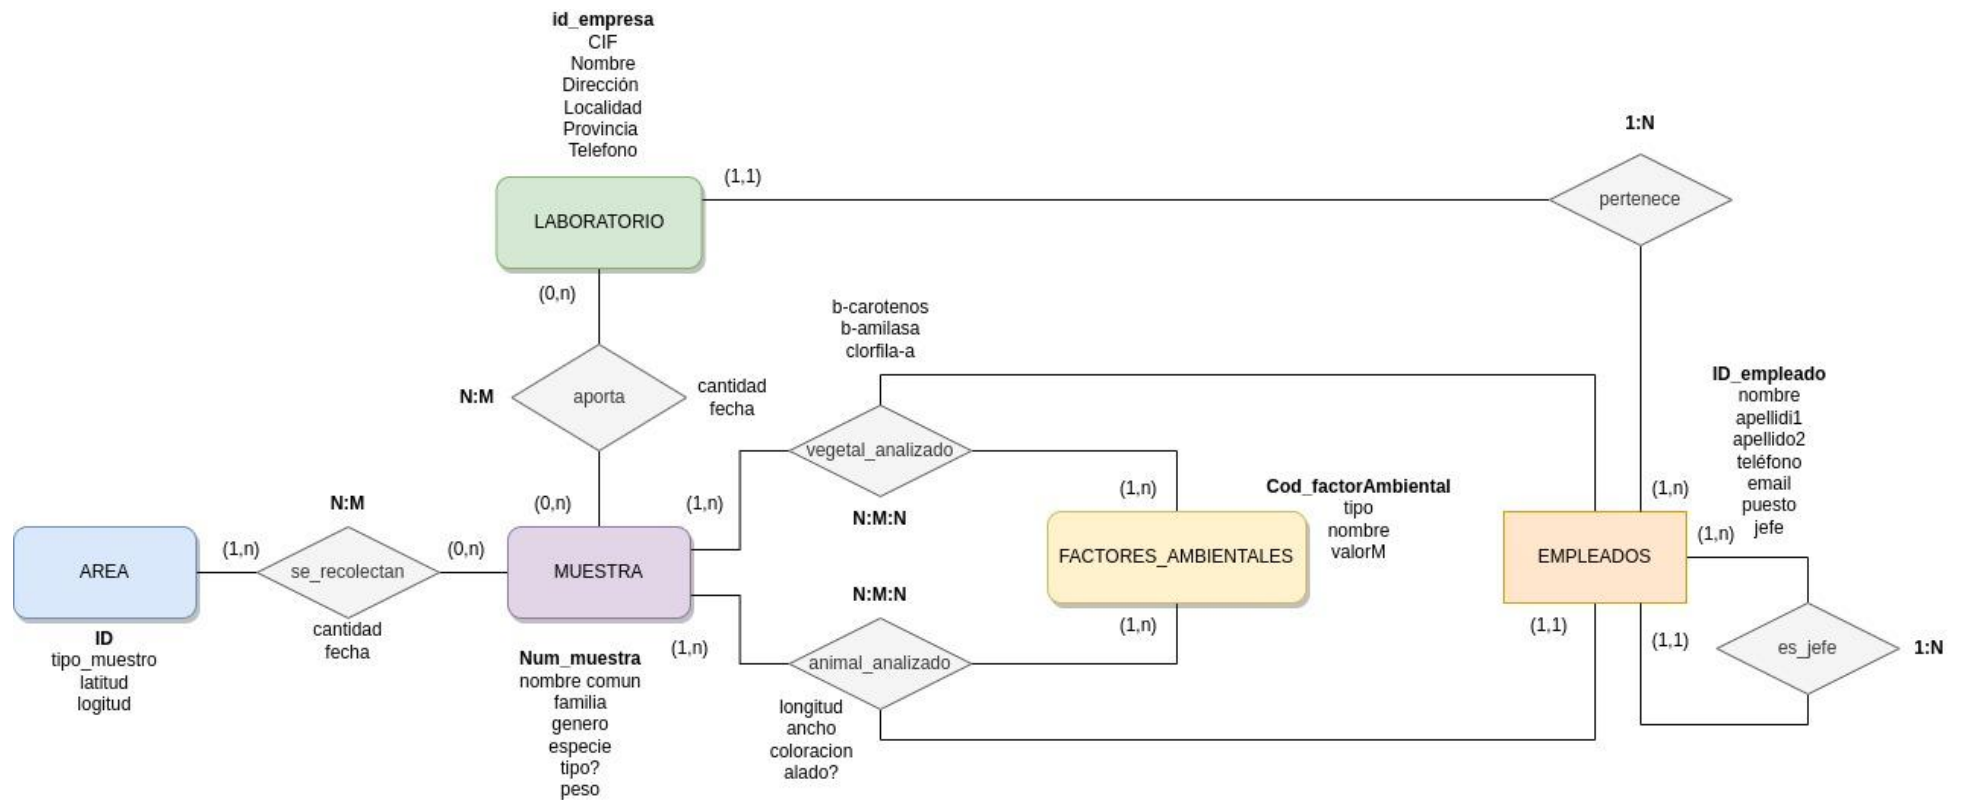 id_empresa
CIF
Nombre
Dirección
Localidad
Provincia
Telefono
1:N
(1,1)
pertenece
LABORATORIO
(0,n)
b-carotenos
b-amilasa
clorfila-a
N:M
aporta
cantidad
fecha
ID_empleado
nombre
apellidi1
apellido2
teléfono
email
puesto
jefe
vegetal_analizado
(0,n)
(1,n)
N:M:N
(1,n)
Cod_factorAmbiental
tipo
nombre
valorM
(1,n)
(1,n)
N:M
(1,n)
se_recolectan
(0,n)
cantidad
fecha
AREA
MUESTRA
FACTORES_AMBIENTALES
EMPLEADOS
ID
tipo_muestro
latitud
logitud
N:M:N
(1,n)
(1,n)
(1,1)
(1,1)
animal_analizado
es_jefe
1:N
Num_muestra
nombre comun
familia
genero
especie
tipo?
peso
longitud
ancho
coloracion
alado?